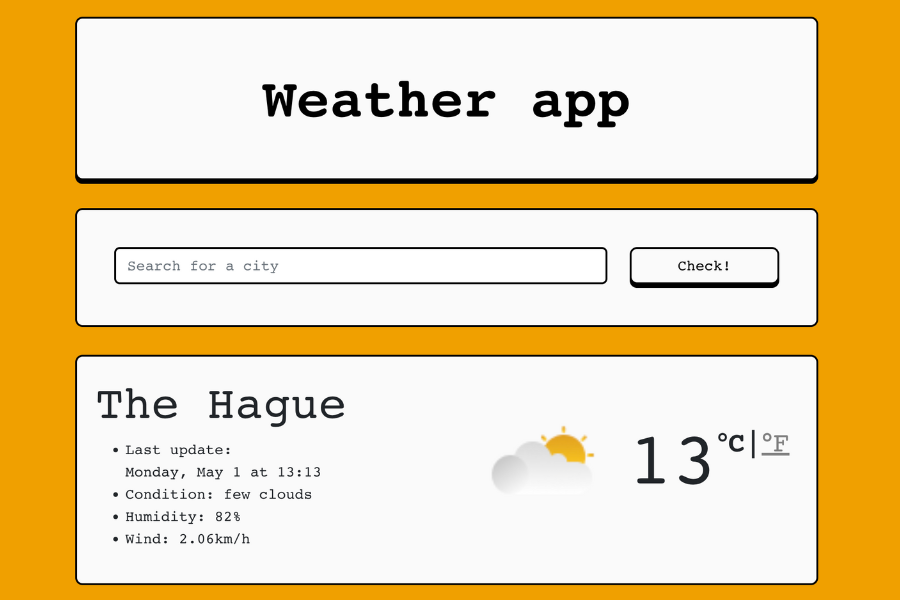 Weather app
Search for a city
Check!
The Hague
Last update:
Monday, May 1 at 13:13
Condition: few clouds
Humidity: 82%
Wind: 2.06km/h
13°C|°F